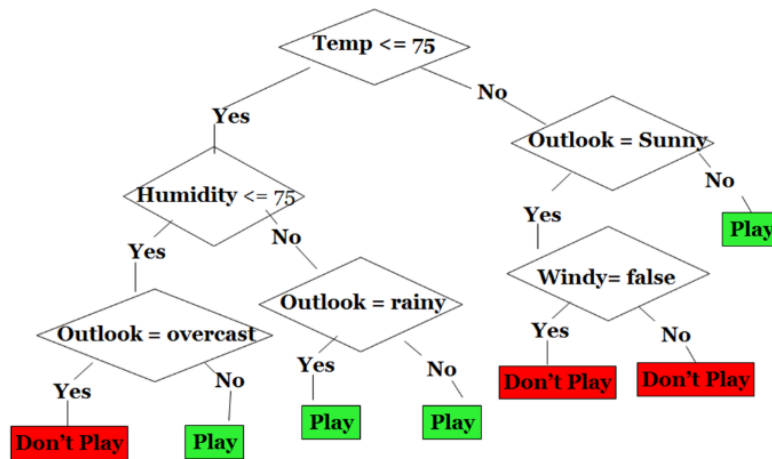 Temp <= 75
Yes
No
Humidity <= 75
Outlook = Sunny
Yes
No
Yes
No
Play
Outlook = overcast
Outlook = rainy
Windy= false
Yes
No
Yes
No
Yes
No
Don't Play
Play
Play
Play
Don't Play
Don't Play